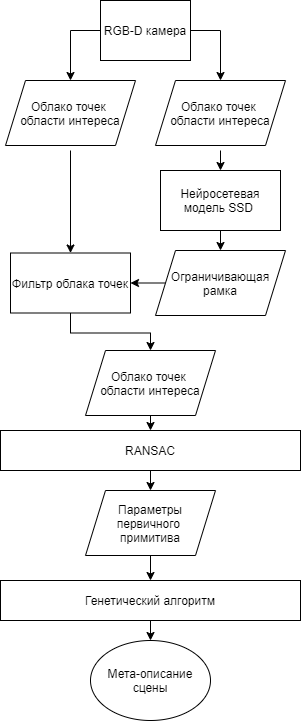 RGB-D камера
Облако точек
области интереса
Облако точек
области интереса
Нейросетевая
модель SSD
Фильтр облака точек
Ограничивающая
рамка
Облако точек
области интереса
RANSAC
Параметры
первичного
примитива
Генетический алгоритм
Мета-описание
сцены